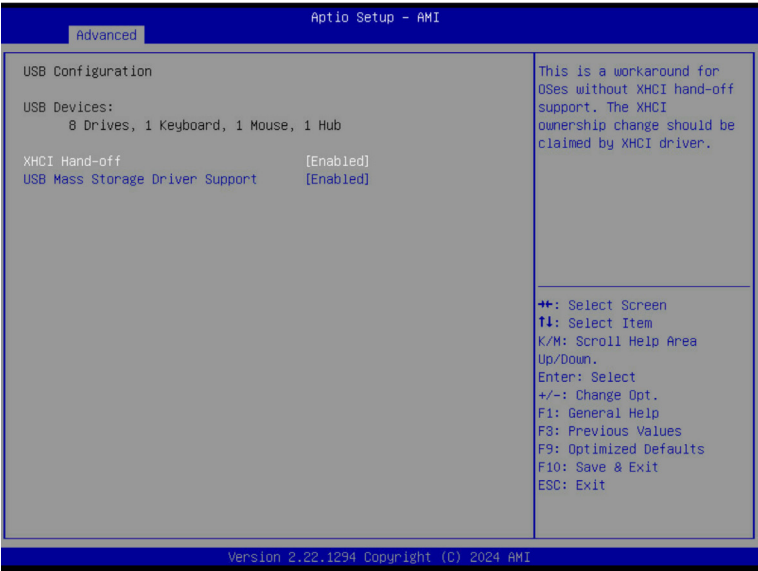 Aptio Setup – AMI
Advanced
USB Configuration
USB Devices:
8 Drives, 1 Keyboard, 1 Mouse, 1 Hub
XHCI Hand-off [Enabled]
USB Mass Storage Driver Support [Enabled]
This is a workaround for
OSes without XHCI hand-off
support. The XHCI
ownership change should be
claimed by XHCI driver.
→←: Select Screen
↑↓: Select Item
K/M: Scroll Help Area
Up/Down.
Enter: Select
+/-: Change Opt.
F1: General Help
F3: Previous Values
F9: Optimized Defaults
F10: Save & Exit
ESC: Exit
Version 2.22.1294 Copyright (C) 2024 AMI